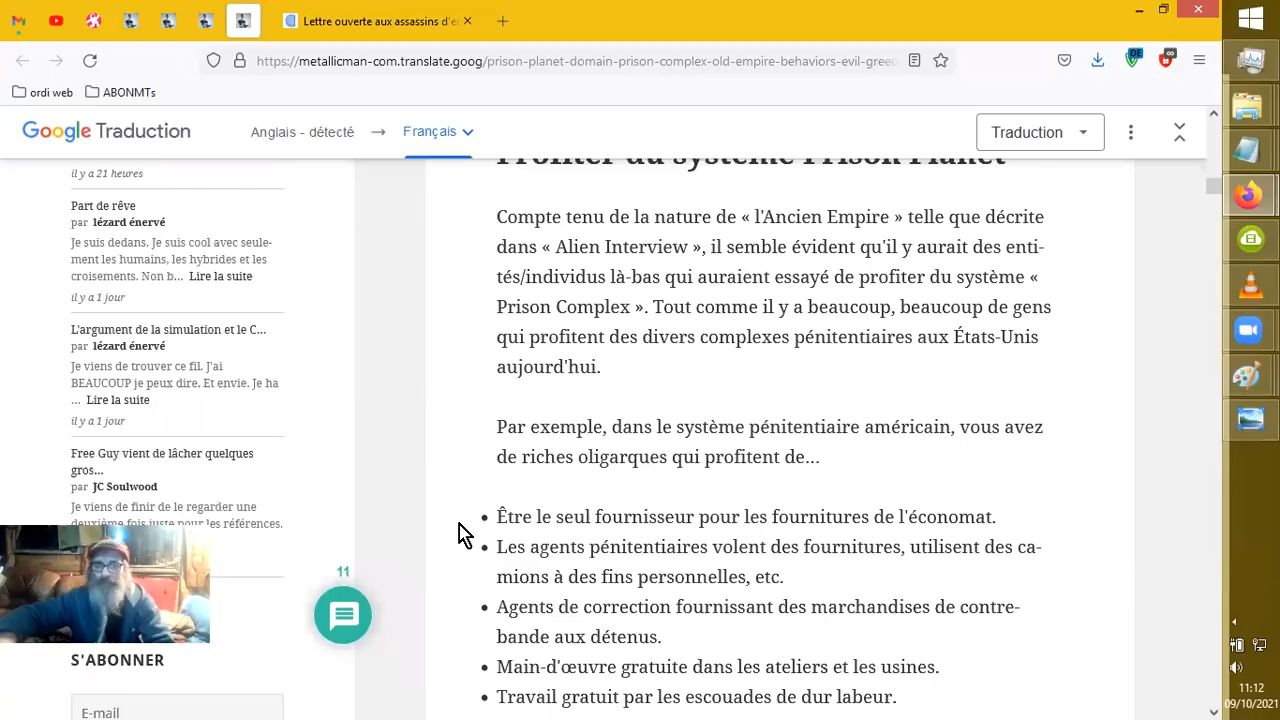 Lettre ouverte aux assassins d'e
https://metallicman-com.translate.goog/prison-planet-domain-prison-complex-old-empire-behaviors-evil-greed
DE
∞
ordi web
ABONMTs
Google Traduction
Anglais - détecté
Français
Traduction
il y a 21 heures
Part de rêve
par lézard énervé
Je suis dedans. Je suis cool avec seule-
ment les humains, les hybrides et les
croisements. Non b... Lire la suite
il y a 1 jour
L'argument de la simulation et le C...
par lézard énervé
Je viens de trouver ce fil. J'ai
BEAUCOUP je peux dire. Et envie. Je ha
... Lire la suite
il y a 1 jour
Free Guy vient de lâcher quelques
gros...
par JC Soulwood
Je viens de finir de le regarder une
deuxième fois juste pour les références.
S'ABONNER
E-mail
Profiter du système Prison Planet
Compte tenu de la nature de « l'Ancien Empire » telle que décrite
dans « Alien Interview », il semble évident qu'il y aurait des enti-
tés/individus là-bas qui auraient essayé de profiter du système «
Prison Complex ». Tout comme il y a beaucoup, beaucoup de gens
qui profitent des divers complexes pénitentiaires aux États-Unis
aujourd'hui.
Par exemple, dans le système pénitentiaire américain, vous avez
de riches oligarques qui profitent de...
• Être le seul fournisseur pour les fournitures de l'économat.
• Les agents pénitentiaires volent des fournitures, utilisent des ca-
mions à des fins personnelles, etc.
• Agents de correction fournissant des marchandises de contre-
bande aux détenus.
• Main-d'œuvre gratuite dans les ateliers et les usines.
• Travail gratuit par les escouades de dur labeur.
11
11:12
09/10/2021